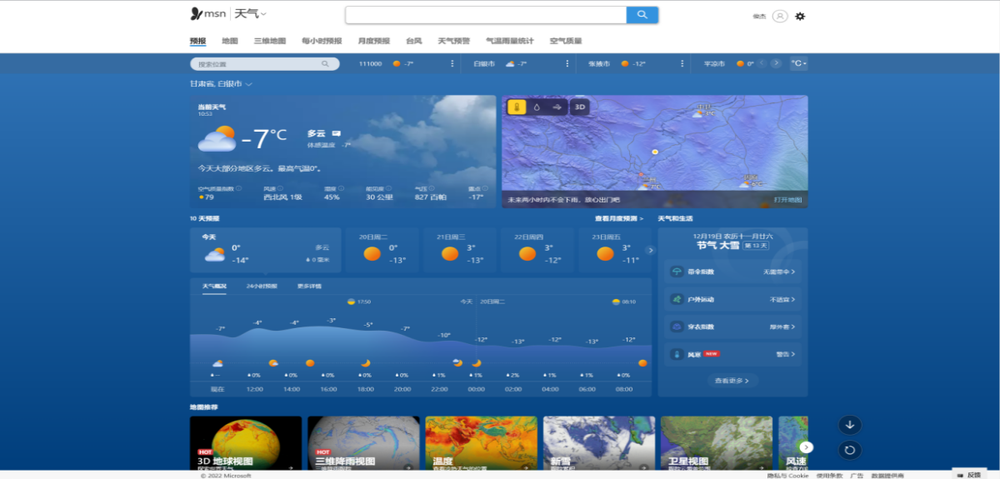 msn 天气
俊杰
预报 地图 三维地图 每小时预报 月度预报 台风 天气预警 气温雨量统计 空气质量
搜索位置 111000 -7° 白银市 -7° 张掖市 -12° 平凉市 0° °C
甘肃省, 白银市
当前天气
10:53
-7°C 多云
体感温度 -7°
今天大部分地区多云。最高气温0°。
空气质量指数 风速 湿度 能见度 气压 露点
79 西北风 1级 45% 30 公里 827 百帕 -17°
3D
未来两小时内不会下雨，放心出门吧 打开地图
10 天预报 查看月度预测 >
今天 0° -14° 多云 0 毫米
20日周二 0° -13°
21日周三 3° -13°
22日周四 3° -12°
23日周五 3° -11°
天气和生活
12月19日 农历十一月廿六
节气 大雪 第 13 天
带伞指数 无需带伞
户外运动 不适宜
穿衣指数 厚外套
风寒 NEW 警告
查看更多
天气概况 24小时预报 更多详情
17:50 今天 20日周二 08:10
-7° -4° -4° -3° -5° -7° -10° -12° -13° -12° -13° -12°
-- 0% 0% 0% 0% 0% 1% 1% 2% 1% 1% 0%
现在 12:00 14:00 16:00 18:00 20:00 22:00 00:00 02:00 04:00 06:00 08:00
地图推荐
HOT
3D 地球视图
HOT
三维降雨视图
温度
新雪
卫星视图
风速
© 2022 Microsoft 隐私与 Cookie 使用条款 广告 数据提供商 反馈